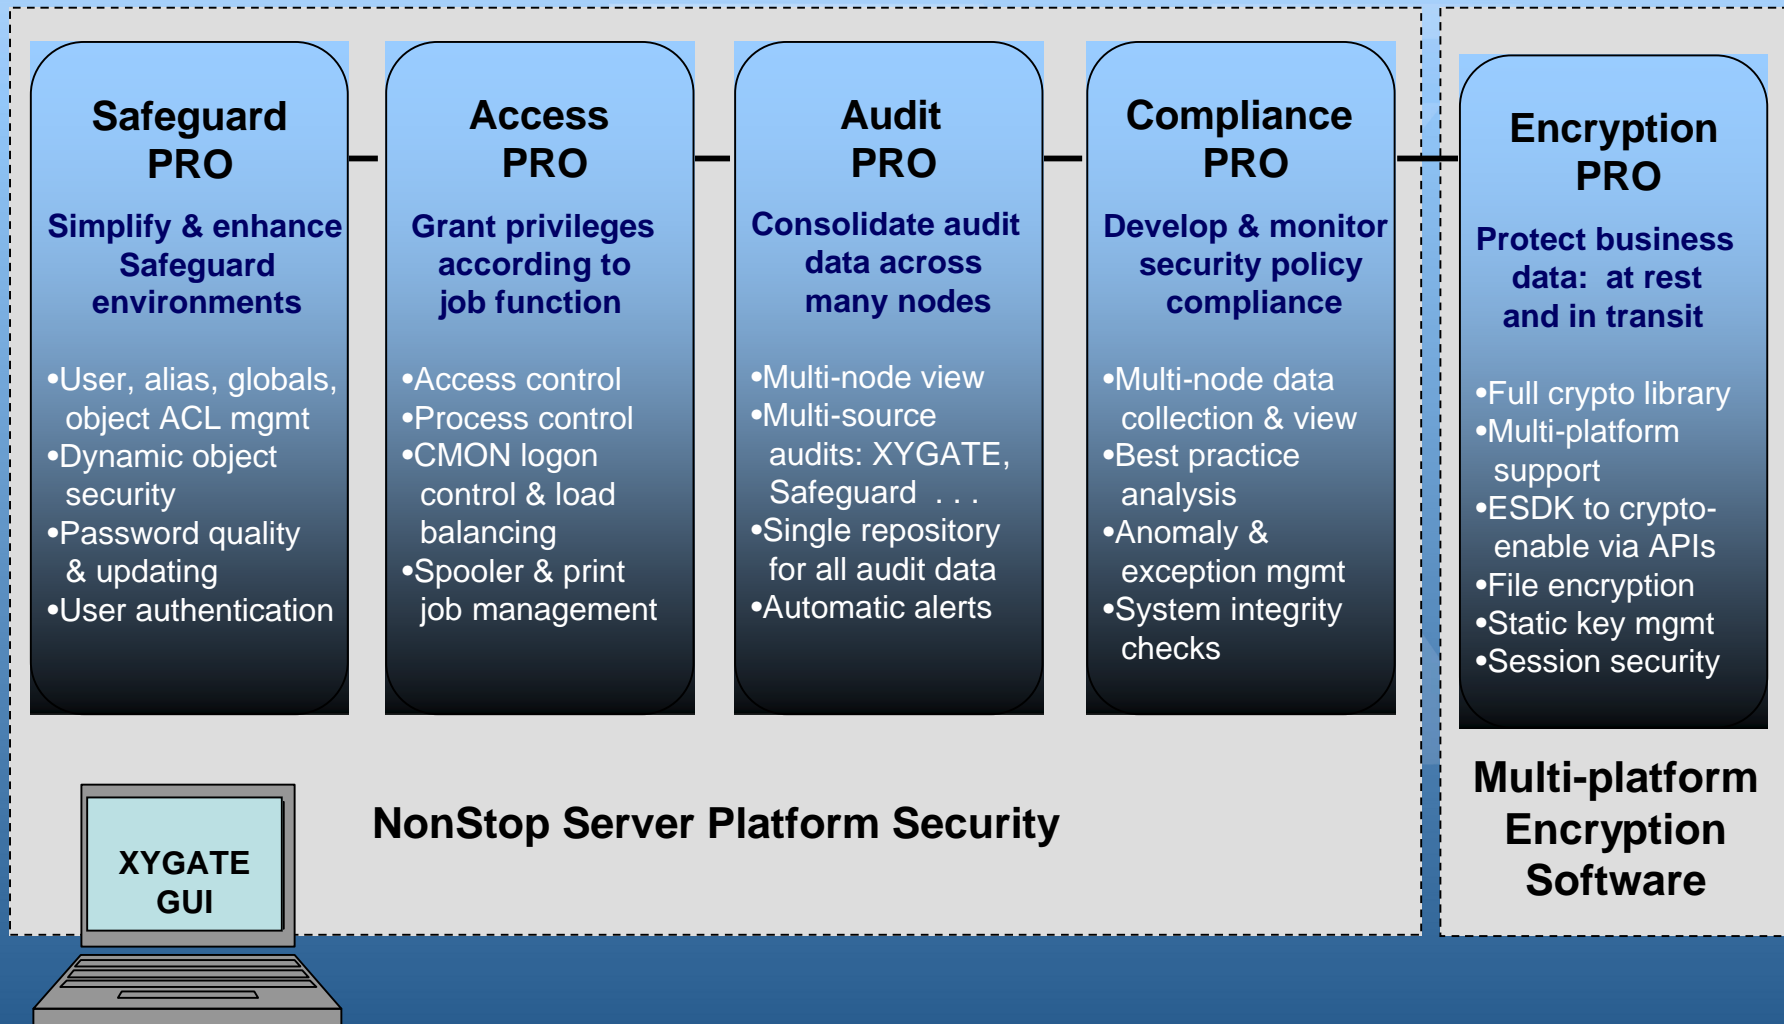 Safeguard
PRO
Simplify & enhance
Safeguard
environments
•User, alias, globals,
object ACL mgmt
•Dynamic object
security
•Password quality
& updating
•User authentication
Access
PRO
Grant privileges
according to
job function
•Access control
•Process control
•CMON logon
control & load
balancing
•Spooler & print
job management
Audit
PRO
Consolidate audit
data across
many nodes
•Multi-node view
•Multi-source
audits: XYGATE,
Safeguard . . .
•Single repository
for all audit data
•Automatic alerts
Compliance
PRO
Develop & monitor
security policy
compliance
•Multi-node data
collection & view
•Best practice
analysis
•Anomaly &
exception mgmt
•System integrity
checks
Encryption
PRO
Protect business
data: at rest
and in transit
•Full crypto library
•Multi-platform
support
•ESDK to crypto-
enable via APIs
•File encryption
•Static key mgmt
•Session security
XYGATE
GUI
NonStop Server Platform Security
Multi-platform
Encryption
Software